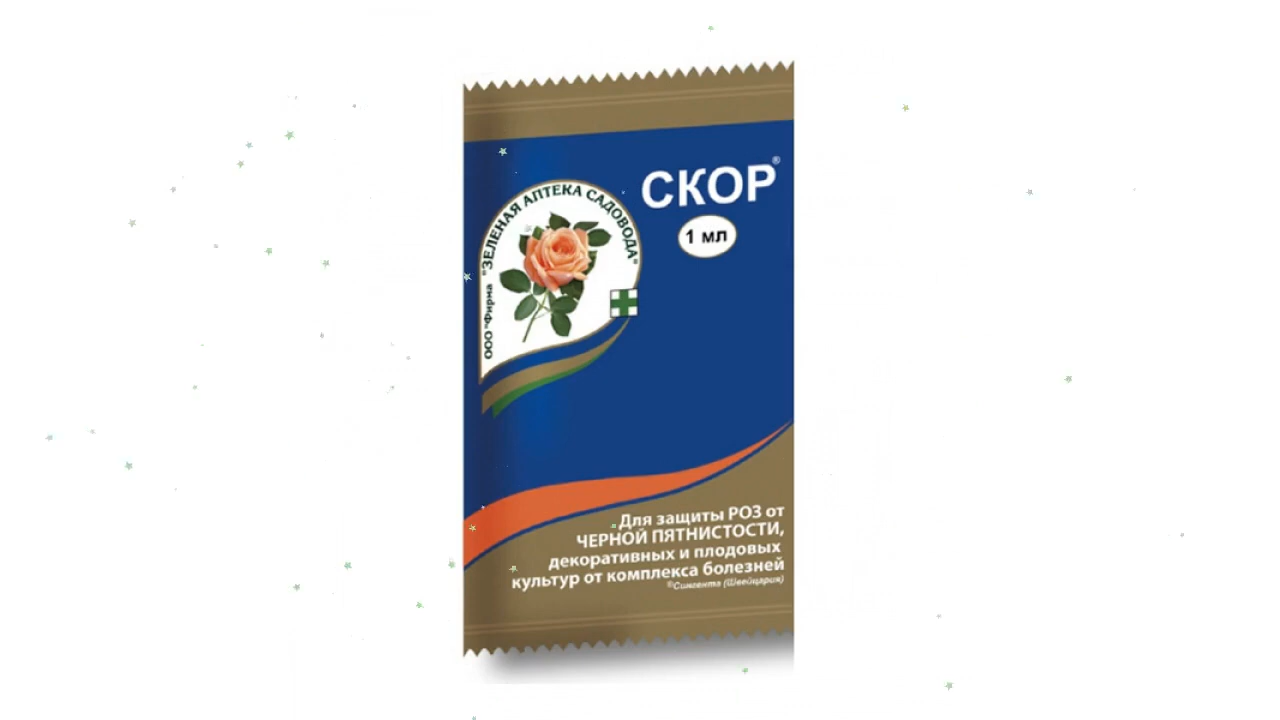 СКОР®
1 мл
ООО "Фирма "ЗЕЛЕНАЯ АПТЕКА САДОВОДА"
Для защиты РОЗ от
ЧЕРНОЙ ПЯТНИСТОСТИ,
декоративных и плодовых
культур от комплекса болезней
®Сингента (Швейцария)